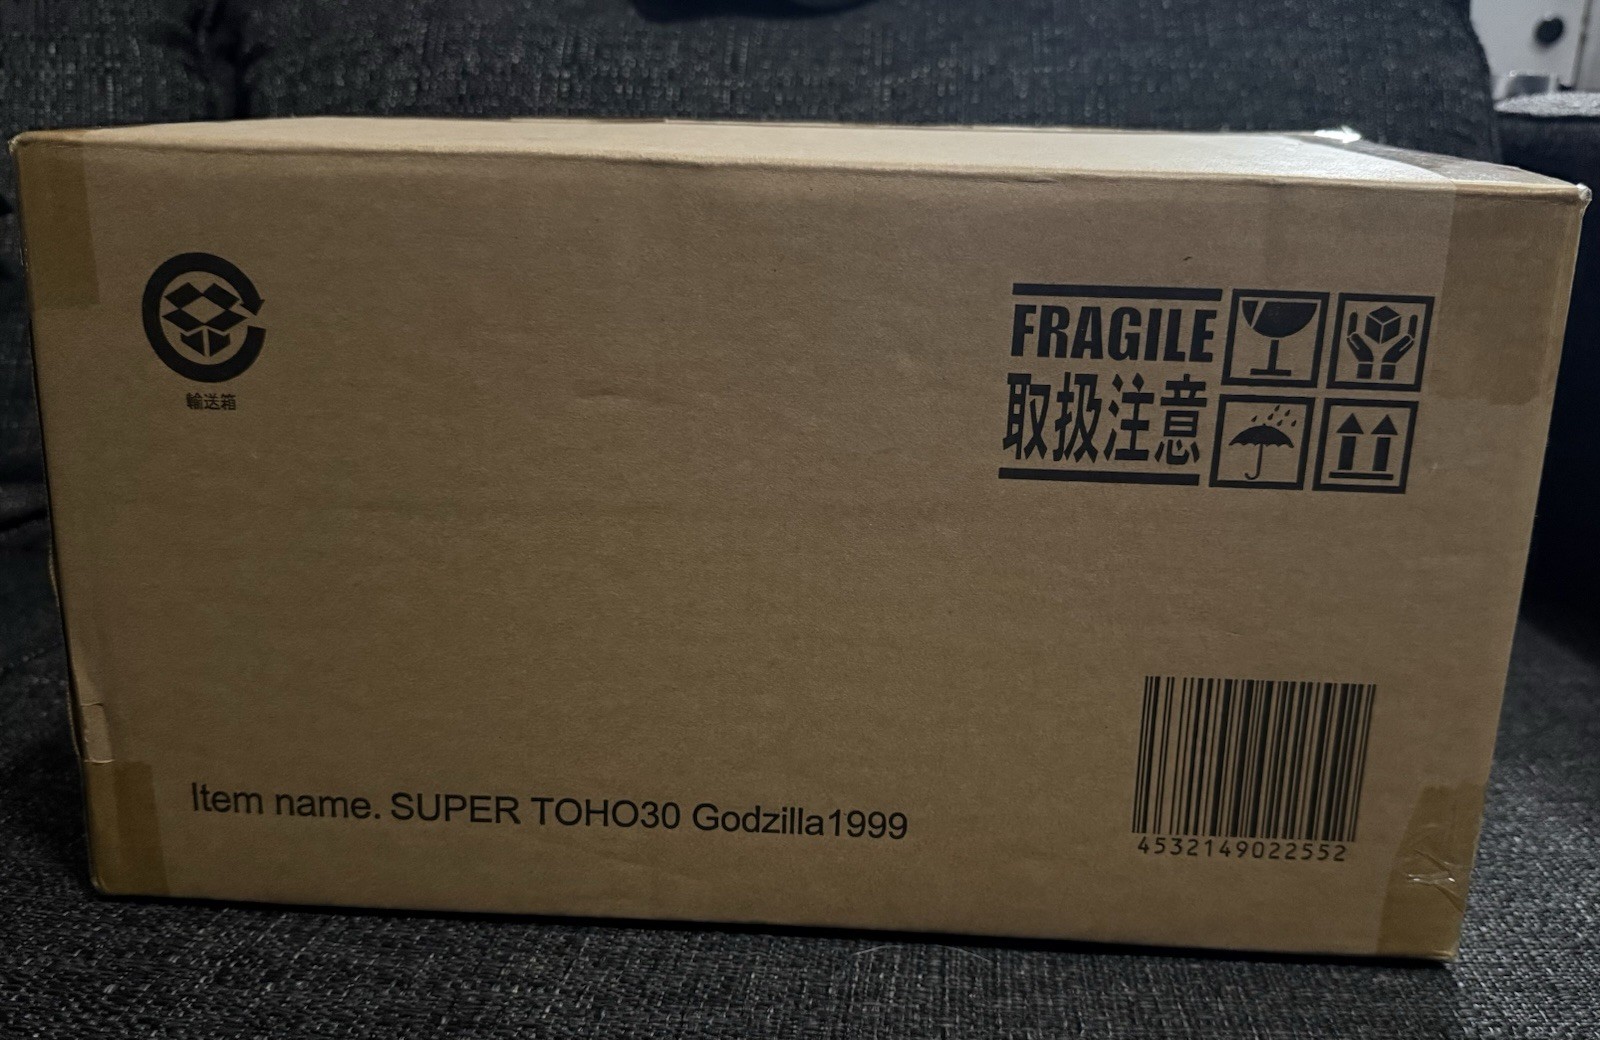 輸送箱
FRAGILE
取扱注意
Item name. SUPER TOHO30 Godzilla1999
4532149022552